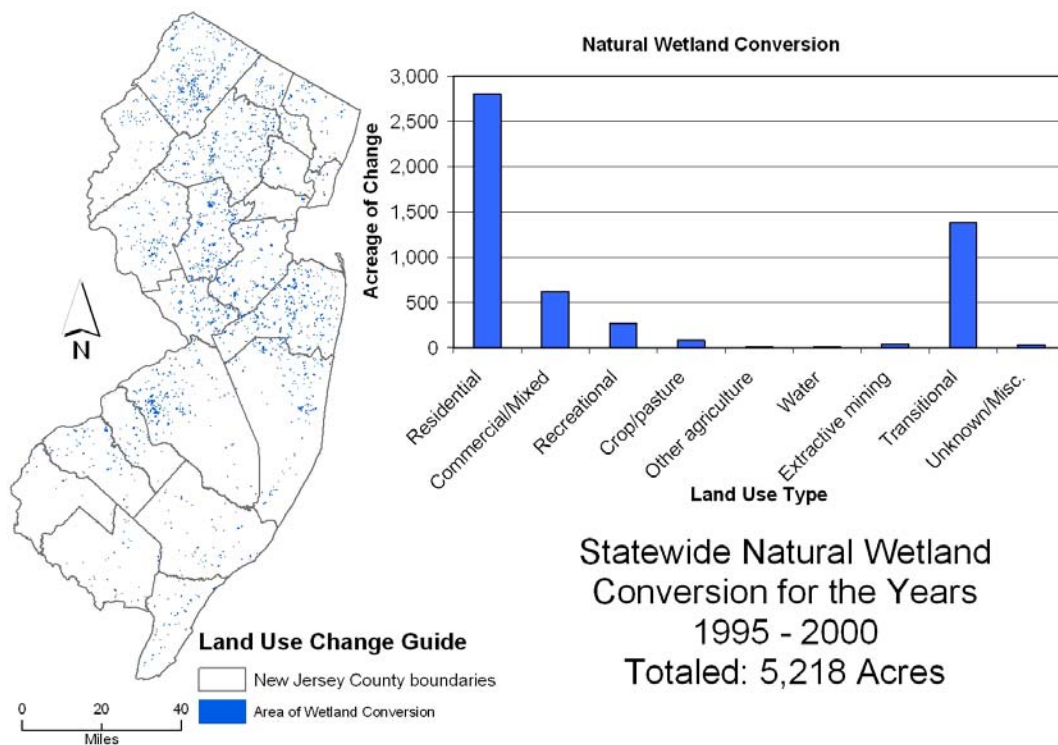 Natural Wetland Conversion
3,000
2,500
2,000
1,500
1,000
500
0
Acreage of Change
Residential
Commercial/Mixed
Recreational
Crop/pasture
Other agriculture
Water
Extractive mining
Transitional
Unknown/Misc.
Land Use Type
N
Statewide Natural Wetland
Conversion for the Years
1995 - 2000
Totaled: 5,218 Acres
Land Use Change Guide
New Jersey County boundaries
Area of Wetland Conversion
0 20 40
Miles